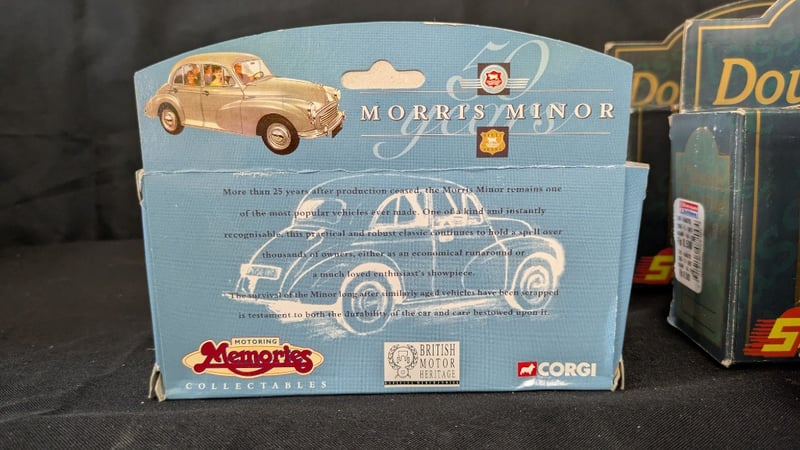 50
years
MORRIS MINOR
More than 25 years after production ceased, the Morris Minor remains one
of the most popular vehicles ever made. One of a kind and instantly
recognisable, this practical and robust classic continues to hold a spell over
thousands of owners, either as an economical runaround or
a much loved enthusiast's showpiece.
The survival of the Minor long after similarly aged vehicles have been scrapped
is testament to both the durability of the car and care bestowed upon it.
MOTORING
Memories
COLLECTABLES
BRITISH
MOTOR
HERITAGE
CORGI
Do
Dou
S
S